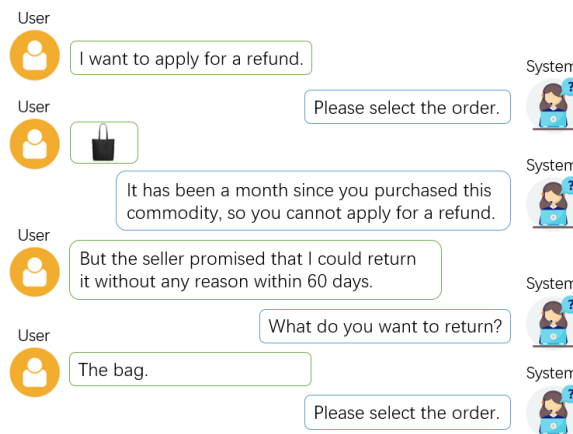 User
I want to apply for a refund.
System
Please select the order.
User
System
It has been a month since you purchased this
commodity, so you cannot apply for a refund.
User
But the seller promised that I could return
it without any reason within 60 days.
System
What do you want to return?
User
The bag.
System
Please select the order.